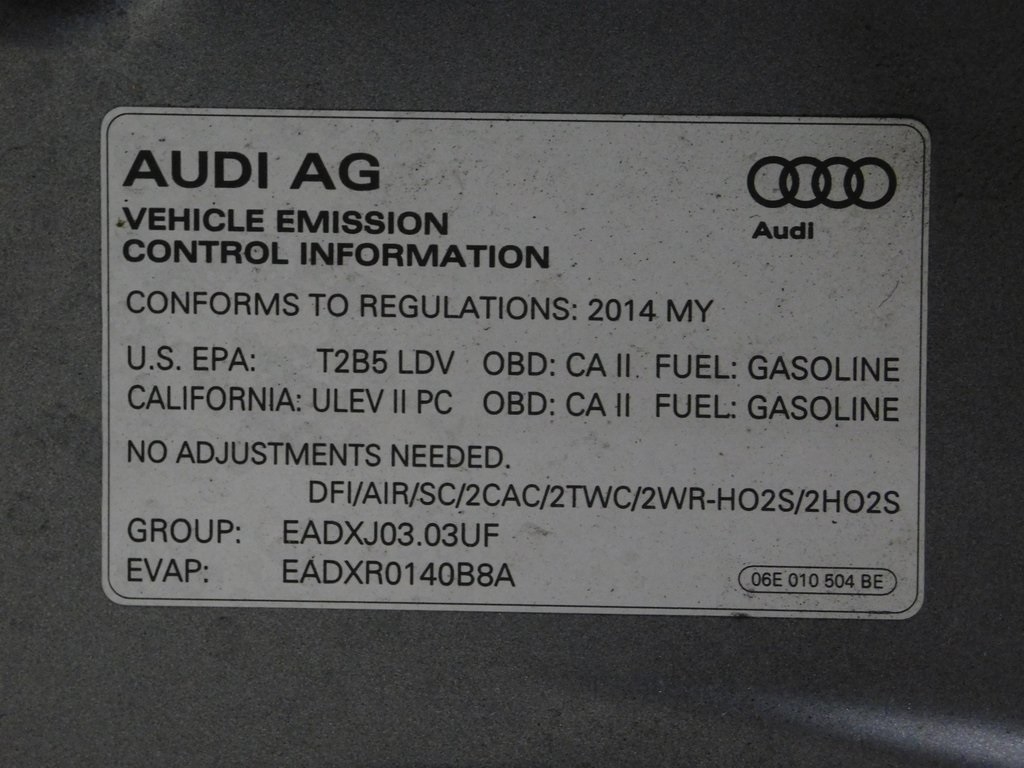 AUDI AG
Audi
VEHICLE EMISSION
CONTROL INFORMATION
CONFORMS TO REGULATIONS: 2014 MY
U.S. EPA: T2B5 LDV OBD: CA II FUEL: GASOLINE
CALIFORNIA: ULEV II PC OBD: CA II FUEL: GASOLINE
NO ADJUSTMENTS NEEDED.
DFI/AIR/SC/2CAC/2TWC/2WR-HO2S/2HO2S
GROUP: EADXJ03.03UF
EVAP: EADXR0140B8A
06E 010 504 BE